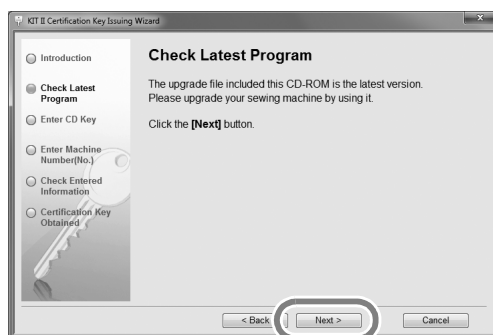 KIT II Certification Key Issuing Wizard
x
Introduction
Check Latest
Program
Enter CD Key
Enter Machine
Number(No.)
Check Entered
Information
Certification Key
Obtained
Check Latest Program
The upgrade file included this CD-ROM is the latest version.
Please upgrade your sewing machine by using it.
Click the [Next] button.
< Back
Next >
Cancel